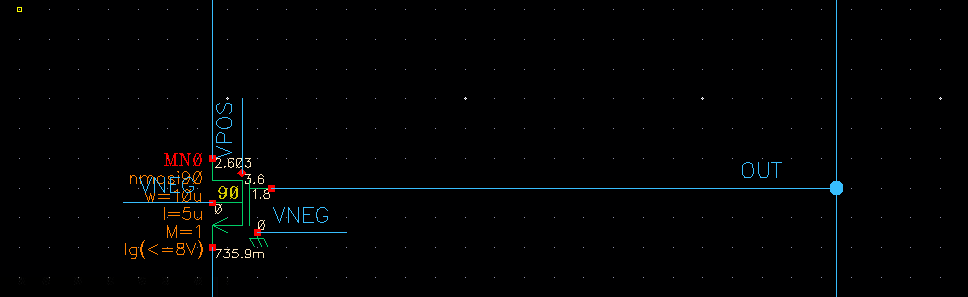 VPOS
MN0
2.603
nmosi90
3.6
OUT
VNEG
w=10u
90
1.8
l=5u
0
VNEG
M=1
0
lg(<=8V)
735.9m